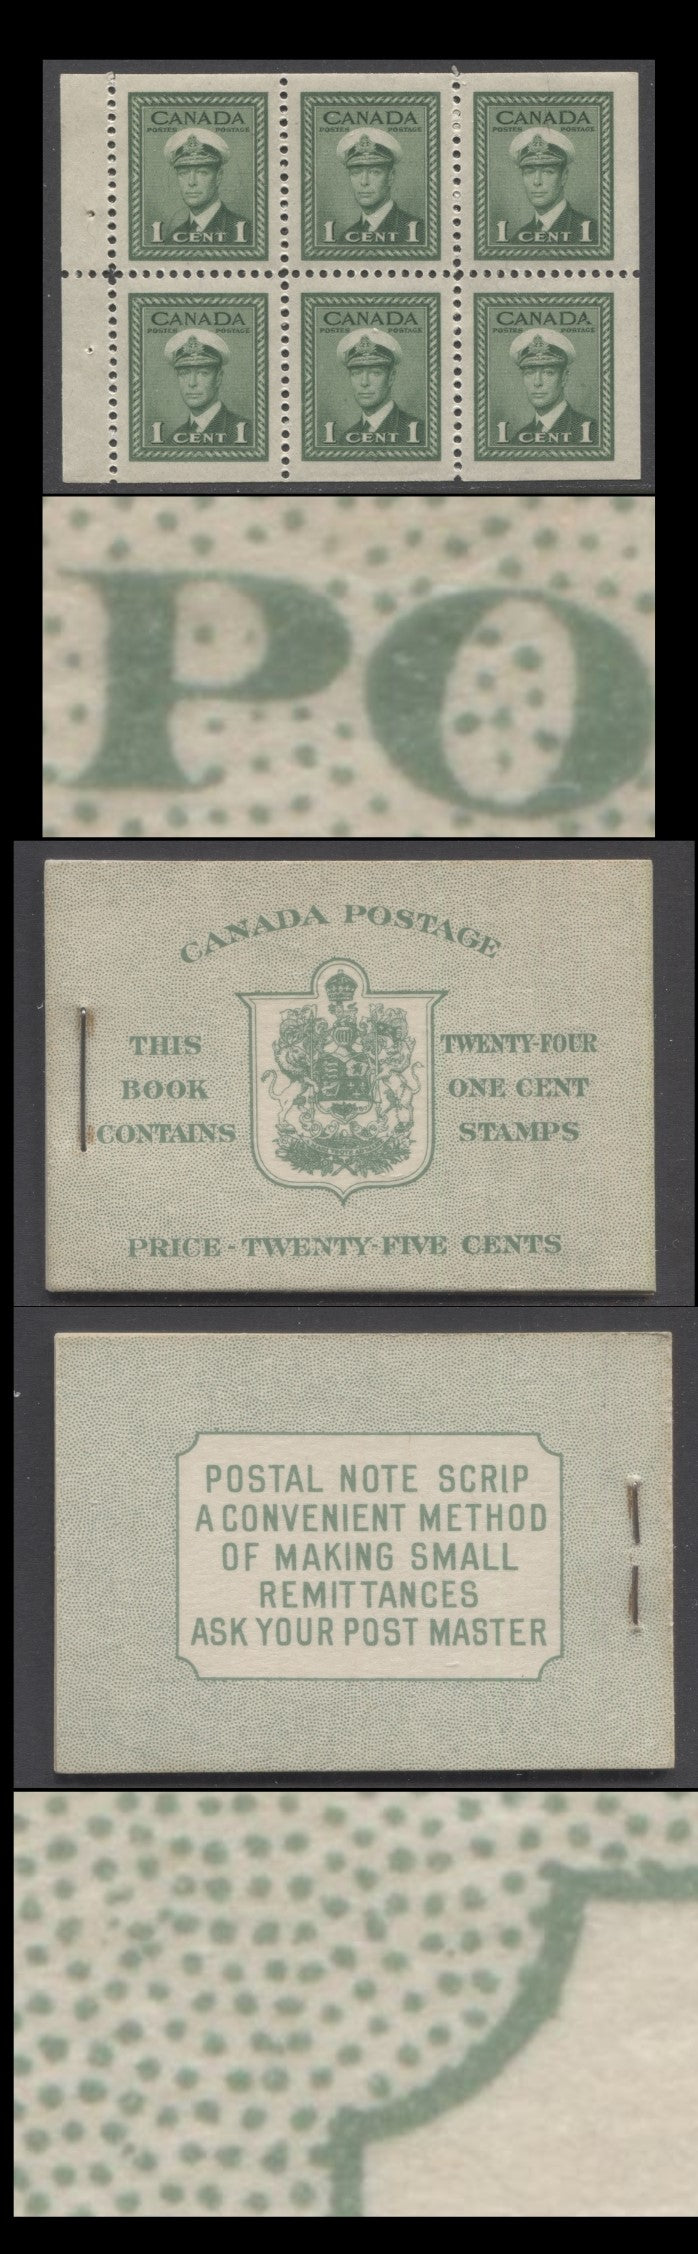 CANADA CANADA CANADA
POSTES POSTAGE POSTES POSTAGE POSTES POSTAGE
1 CENT 1 1 CENT 1 1 CENT 1
CANADA CANADA CANADA
POSTES POSTAGE POSTES POSTAGE POSTES POSTAGE
1 CENT 1 1 CENT 1 1 CENT 1
PO
CANADA POSTAGE
THIS TWENTY-FOUR
BOOK ONE CENT
CONTAINS STAMPS
PRICE - TWENTY-FIVE CENTS
POSTAL NOTE SCRIP
A CONVENIENT METHOD
OF MAKING SMALL
REMITTANCES
ASK YOUR POST MASTER